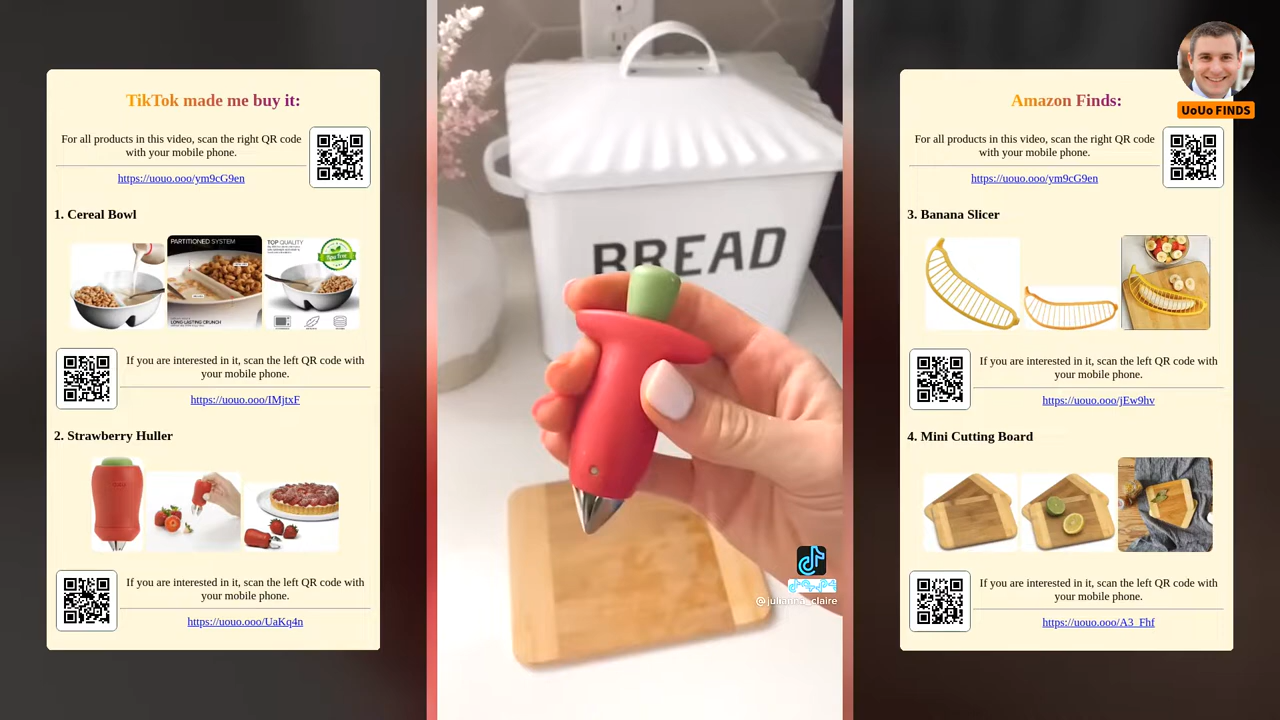 TikTok made me buy it:
For all products in this video, scan the right QR code
with your mobile phone.
https://uouo.ooo/ym9cG9en
1. Cereal Bowl
PARTITIONED SYSTEM
LONG LASTING CRUNCH
TOP QUALITY
If you are interested in it, scan the left QR code with
your mobile phone.
https://uouo.ooo/IMjtxF
2. Strawberry Huller
If you are interested in it, scan the left QR code with
your mobile phone.
https://uouo.ooo/UaKq4n
BREAD
@julianna_claire
UoUo FINDS
Amazon Finds:
For all products in this video, scan the right QR code
with your mobile phone.
https://uouo.ooo/ym9cG9en
3. Banana Slicer
If you are interested in it, scan the left QR code with
your mobile phone.
https://uouo.ooo/jEw9hv
4. Mini Cutting Board
If you are interested in it, scan the left QR code with
your mobile phone.
https://uouo.ooo/A3_Fhf